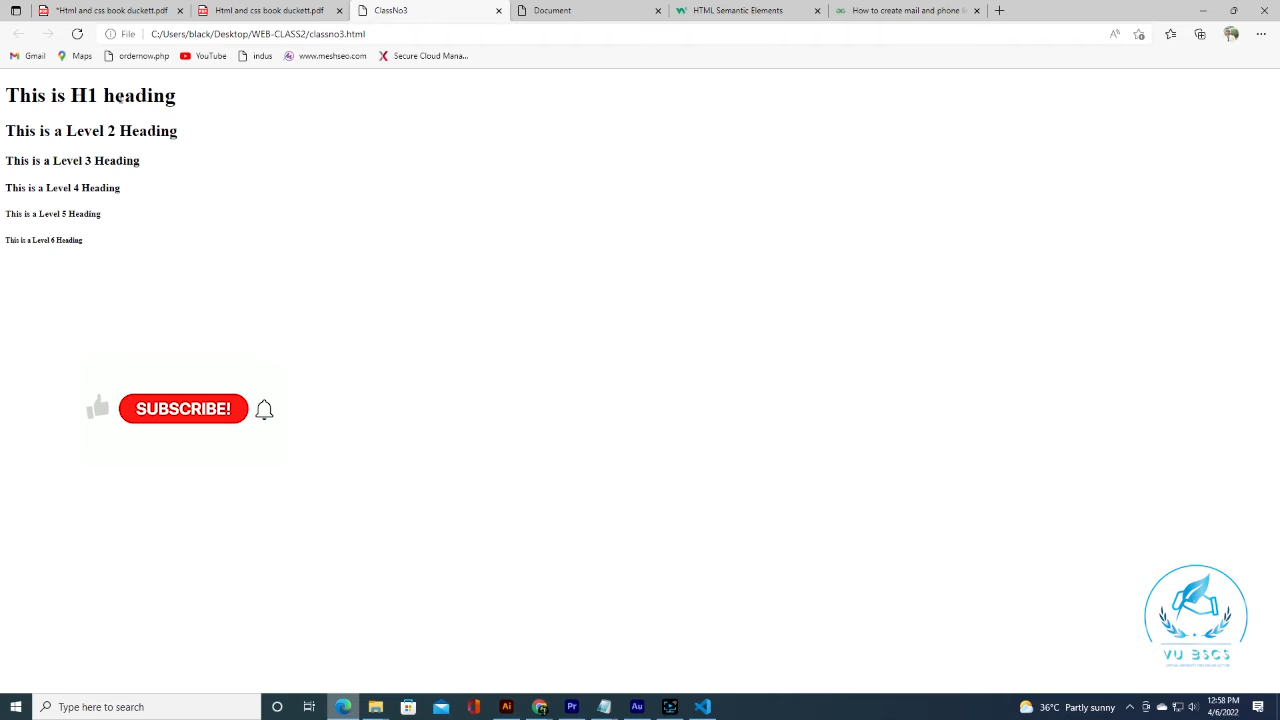 *Html and css book duckett.pdf
Html and css book duckett.pdf
ClassNo3
Document
HTML Semantic Elements
How to create mail and phone li
File
C:/Users/black/Desktop/WEB-CLASS2/classno3.html
Gmail
Maps
ordernow.php
YouTube
indus
www.meshseo.com
Secure Cloud Mana...
This is H1 heading
This is a Level 2 Heading
This is a Level 3 Heading
This is a Level 4 Heading
This is a Level 5 Heading
This is a Level 6 Heading
SUBSCRIBE!
VU BSCS
Type here to search
36°C Partly sunny
12:58 PM
4/6/2022